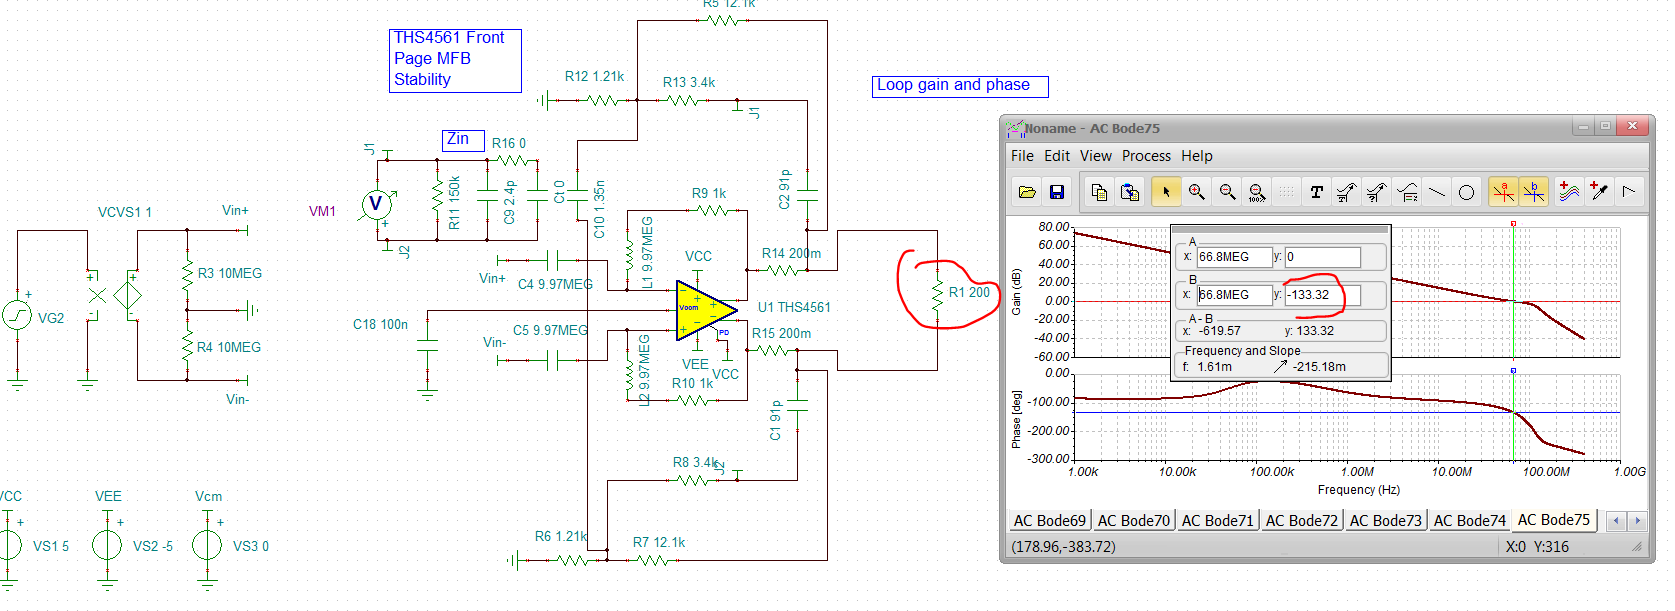 R5 12.1k
THS4561 Front
Page MFB
Stability
R12 1.21k
R13 3.4k
J1
Loop gain and phase
Zin
J1
R16 0
R11 150k
C9 2.4p
Ct 0
C10 1.35n
VM1
V
+
J2
R9 1k
C2 91p
L1 9.97MEG
VCC
R14 200m
VCVS1 1
Vin+
Vin+
C4 9.97MEG
R3 10MEG
VG2
R4 10MEG
Vin-
C18 100n
Vin-
C5 9.97MEG
Vocm
U1 THS4561
PD
R1 200
R15 200m
VEE
VCC
L2 9.97MEG
R10 1k
C1 91p
R8 3.4k
J2
R6 1.21k
R7 12.1k
VCC
VEE
Vcm
VS1 5
VS2 -5
VS3 0
Noname - AC Bode75
File Edit View Process Help
T
100%
a
b
80.00
60.00
40.00
20.00
0.00
-20.00
-40.00
-60.00
Gain (dB)
A
x: 66.8MEG y: 0
B
x: 66.8MEG y: -133.32
A - B
x: -619.57 y: 133.32
Frequency and Slope
f: 1.61m -215.18m
0.00
-100.00
-200.00
-300.00
Phase [deg]
1.00k 10.00k 100.00k 1.00M 10.00M 100.00M 1.00G
Frequency (Hz)
AC Bode69 AC Bode70 AC Bode71 AC Bode72 AC Bode73 AC Bode74 AC Bode75
(178.96,-383.72) X:0 Y:316